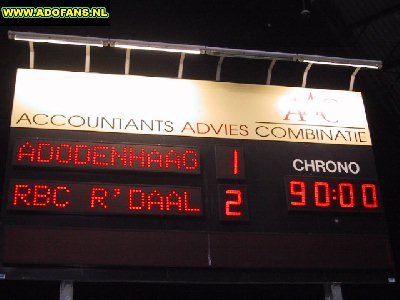 WWW.ADOFANS.NL
AAC
ACCOUNTANTS ADVIES COMBINATIE
ADODENHAAG 1
CHRONO
RBC R'DAAL 2
90:00